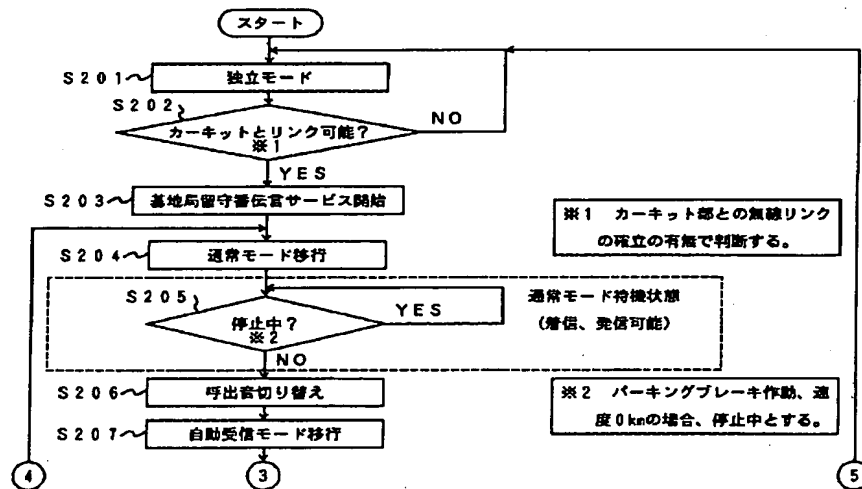 スタート
S201
独立モード
S202
カーキットとリンク可能?
※1
NO
YES
S203
基地局留守番伝言サービス開始
※1 カーキット部との無線リンク
の確立の有無で判断する。
S204
通常モード移行
S205
停止中?
※2
YES
通常モード待機状態
(着信、発信可能)
NO
S206
呼出音切り替え
※2 パーキングブレーキ作動、速
度0kmの場合、停止中とする。
S207
自動受信モード移行
4
3
5